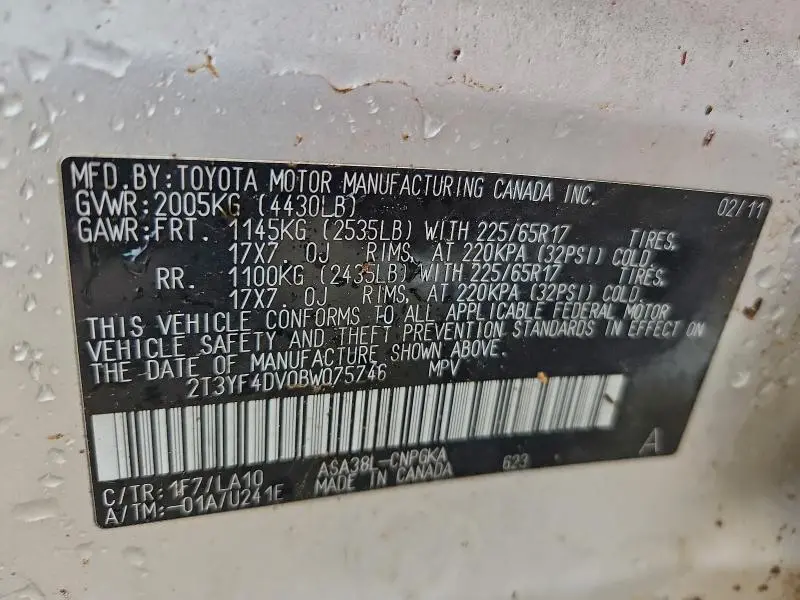 MFD.BY:TOYOTA MOTOR MANUFACTURING CANADA INC.
GVWR:2005KG (4430LB) 02/11
GAWR:FRT. 1145KG (2535LB) WITH 225/65R17 TIRES,
17X7.0J RIMS, AT 220KPA (32PSI) COLD.
RR. 1100KG (2435LB) WITH 225/65R17 TIRES,
17X7.0J RIMS, AT 220KPA (32PSI) COLD.
THIS VEHICLE CONFORMS TO ALL APPLICABLE FEDERAL MOTOR
VEHICLE SAFETY AND THEFT PREVENTION STANDARDS IN EFFECT ON
THE DATE OF MANUFACTURE SHOWN ABOVE.
2T3YF4DV0BW075746 MPV
A
C/TR:1F7/LA10 ASA38L-CNPGKA 623
A/TM:-01A/U241E MADE IN CANADA